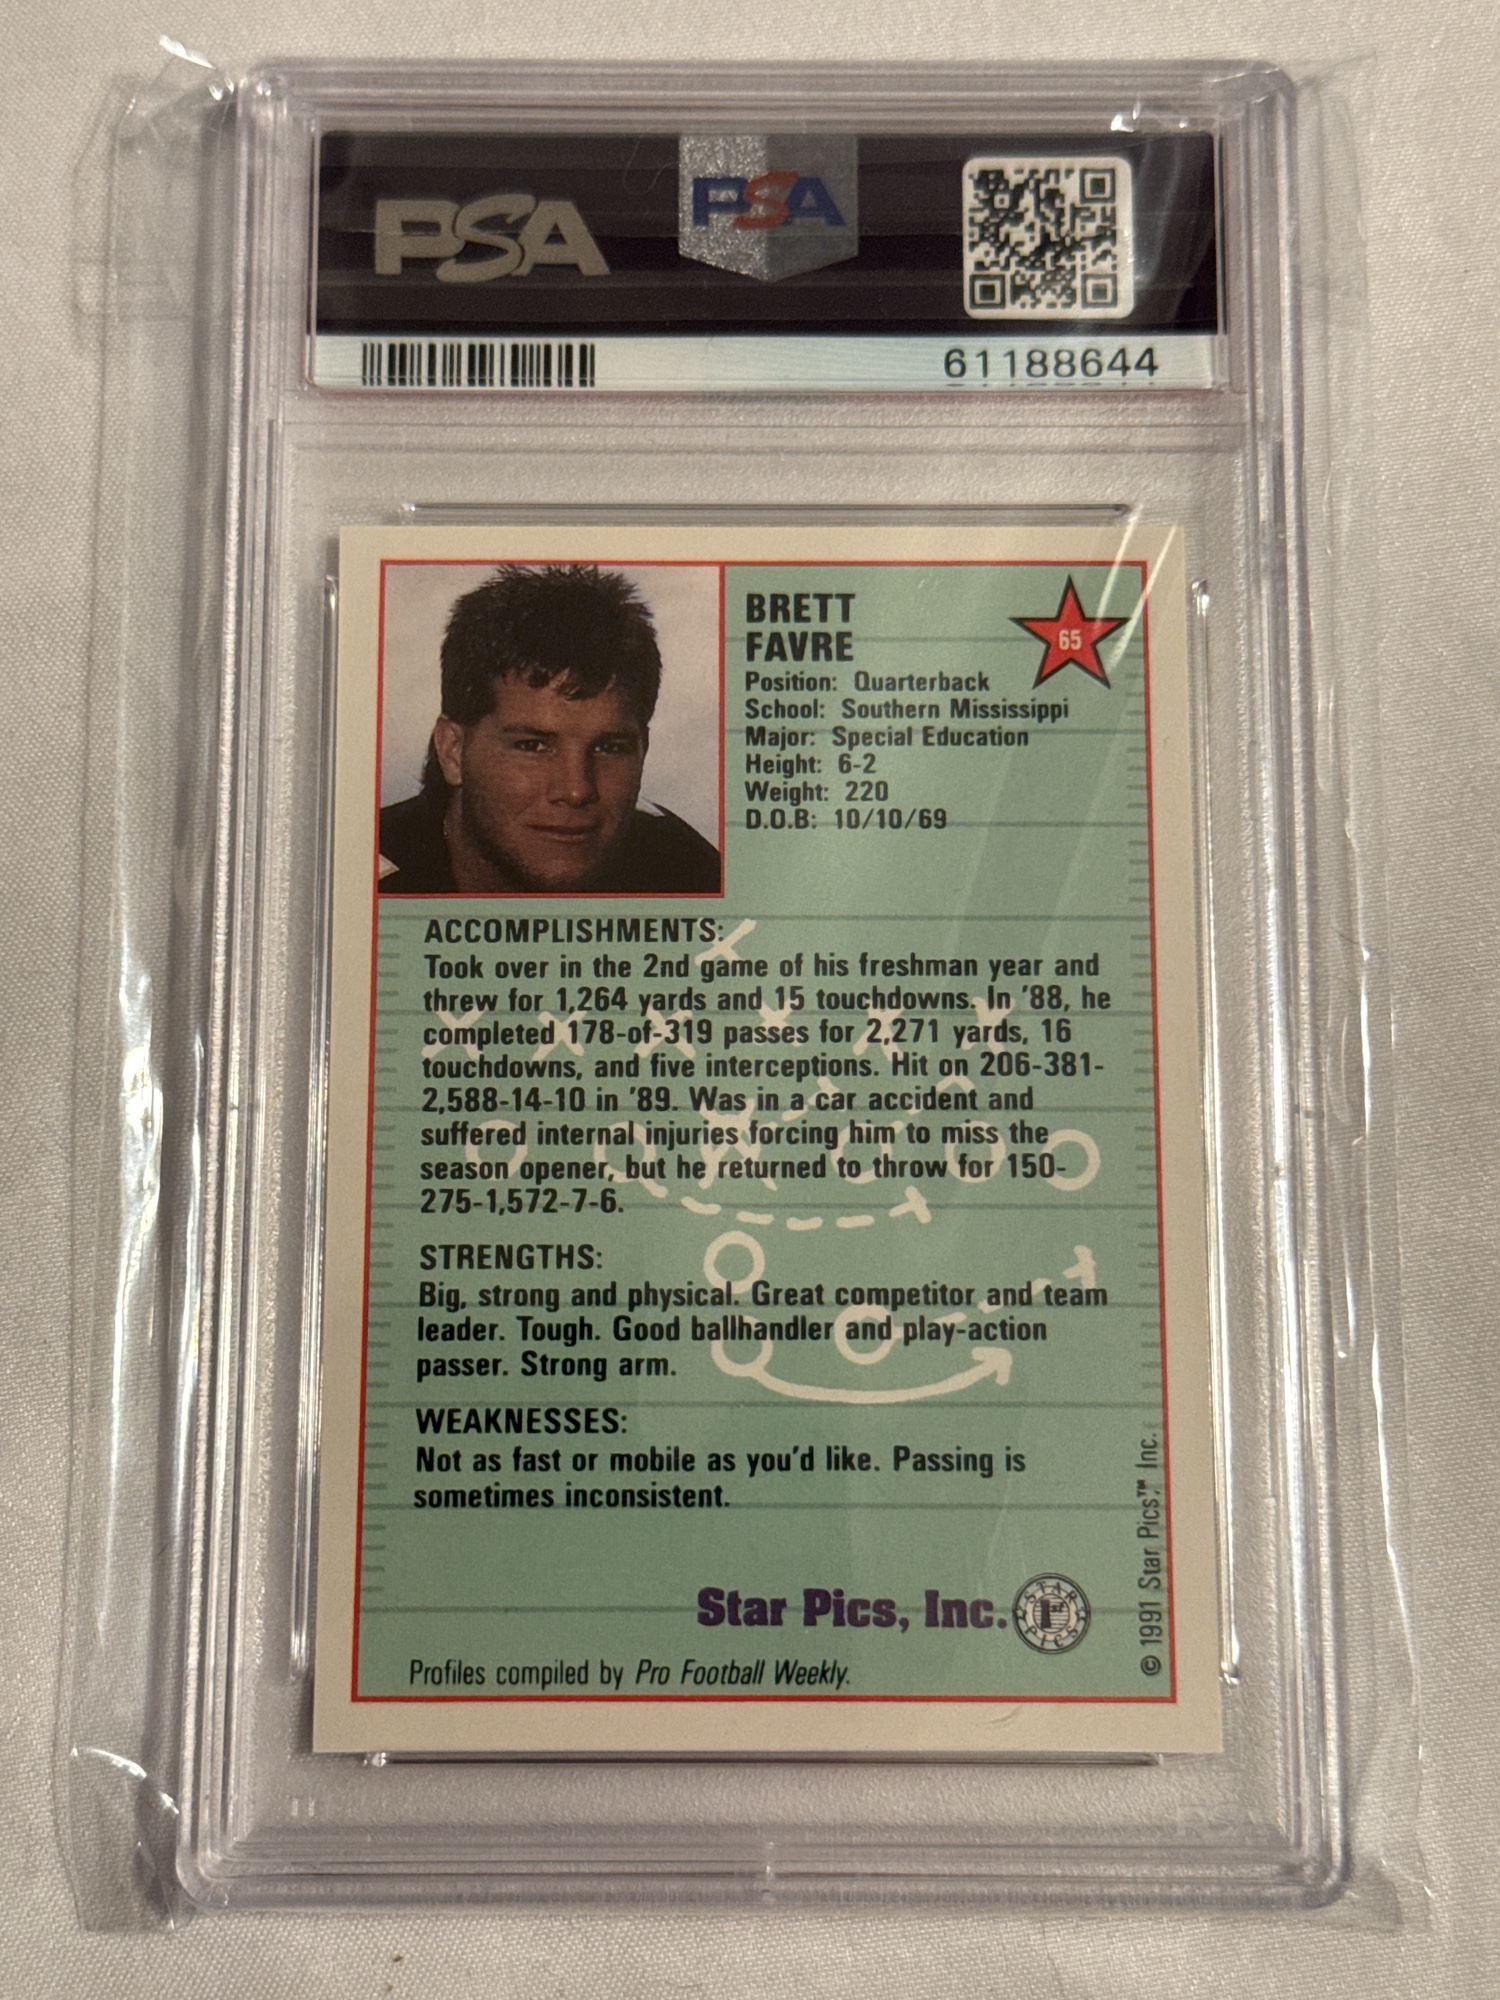 PSA
PSA
61188644
BRETT
FAVRE
65
Position: Quarterback
School: Southern Mississippi
Major: Special Education
Height: 6-2
Weight: 220
D.O.B: 10/10/69
ACCOMPLISHMENTS:
Took over in the 2nd game of his freshman year and
threw for 1,264 yards and 15 touchdowns. In '88, he
completed 178-of-319 passes for 2,271 yards, 16
touchdowns, and five interceptions. Hit on 206-381-
2,588-14-10 in '89. Was in a car accident and
suffered internal injuries forcing him to miss the
season opener, but he returned to throw for 150-
275-1,572-7-6.
STRENGTHS:
Big, strong and physical. Great competitor and team
leader. Tough. Good ballhandler and play-action
passer. Strong arm.
WEAKNESSES:
Not as fast or mobile as you'd like. Passing is
sometimes inconsistent.
Star Pics, Inc.
STAR
1st
PICS
Profiles compiled by Pro Football Weekly.
© 1991 Star Pics™, Inc.
PSA